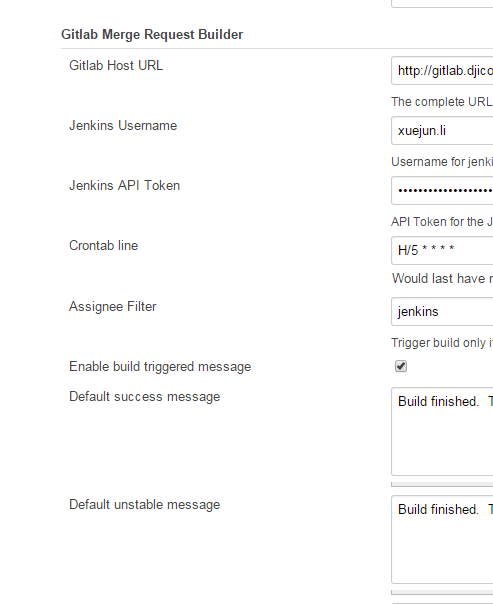 Gitlab Merge Request Builder
Gitlab Host URL
http://gitlab.djico
The complete URL
Jenkins Username
xuejun.li
Username for jenki
Jenkins API Token
••••••••••••••••••••
API Token for the J
Crontab line
H/5 * * * *
Would last have r
Assignee Filter
jenkins
Trigger build only i
Enable build triggered message
Default success message
Build finished. T
Default unstable message
Build finished. T